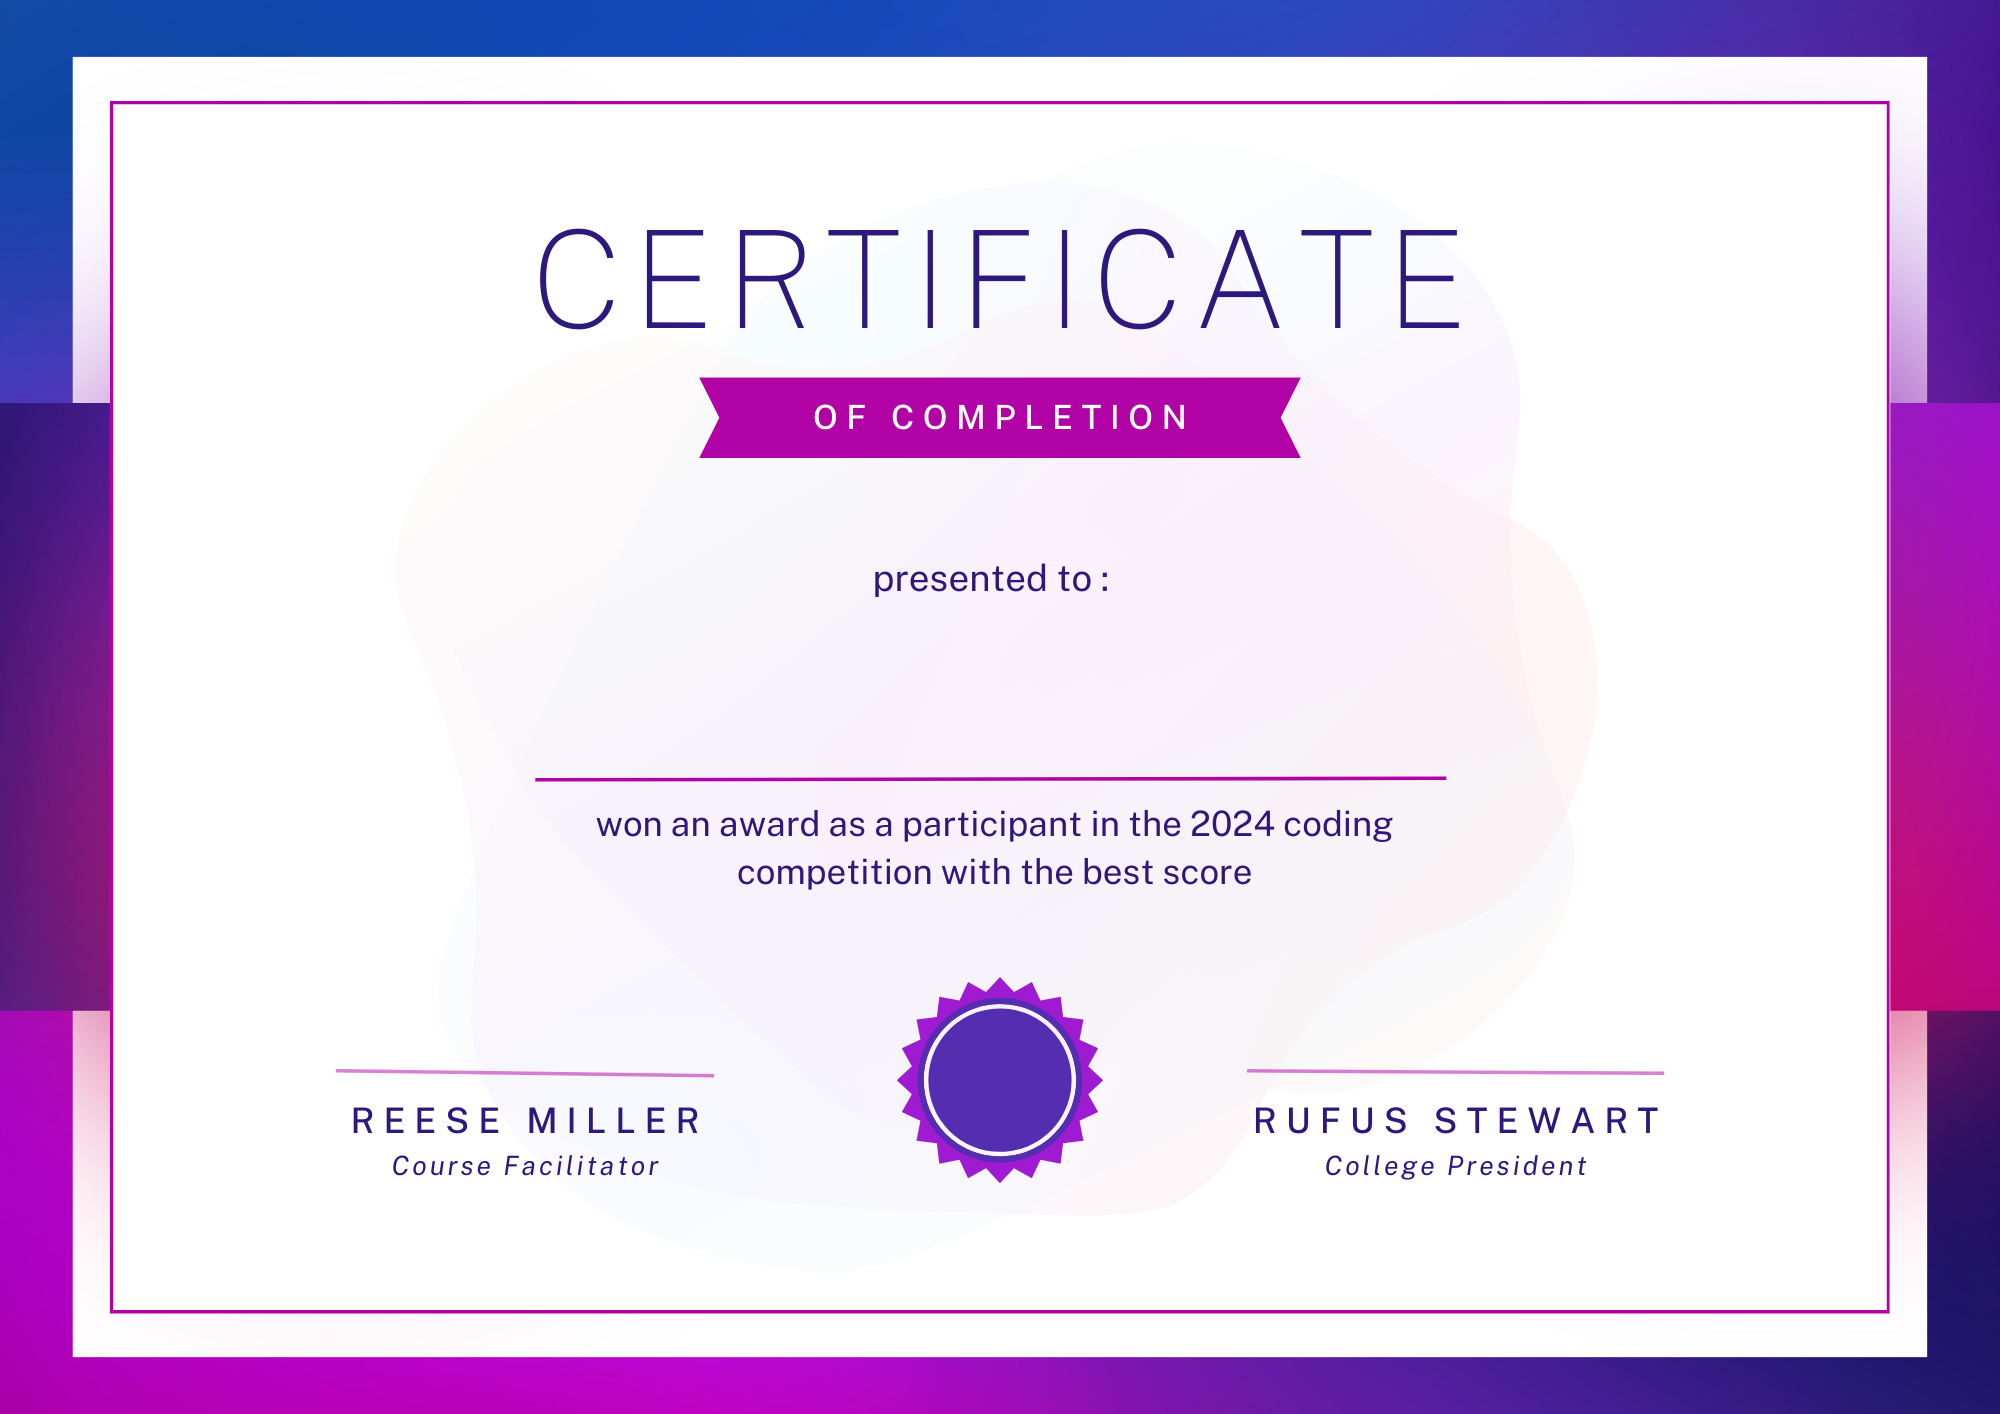 CERTIFICATE
OF COMPLETION
presented to :
won an award as a participant in the 2024 coding
competition with the best score
REESE MILLER
Course Facilitator
RUFUS STEWART
College President